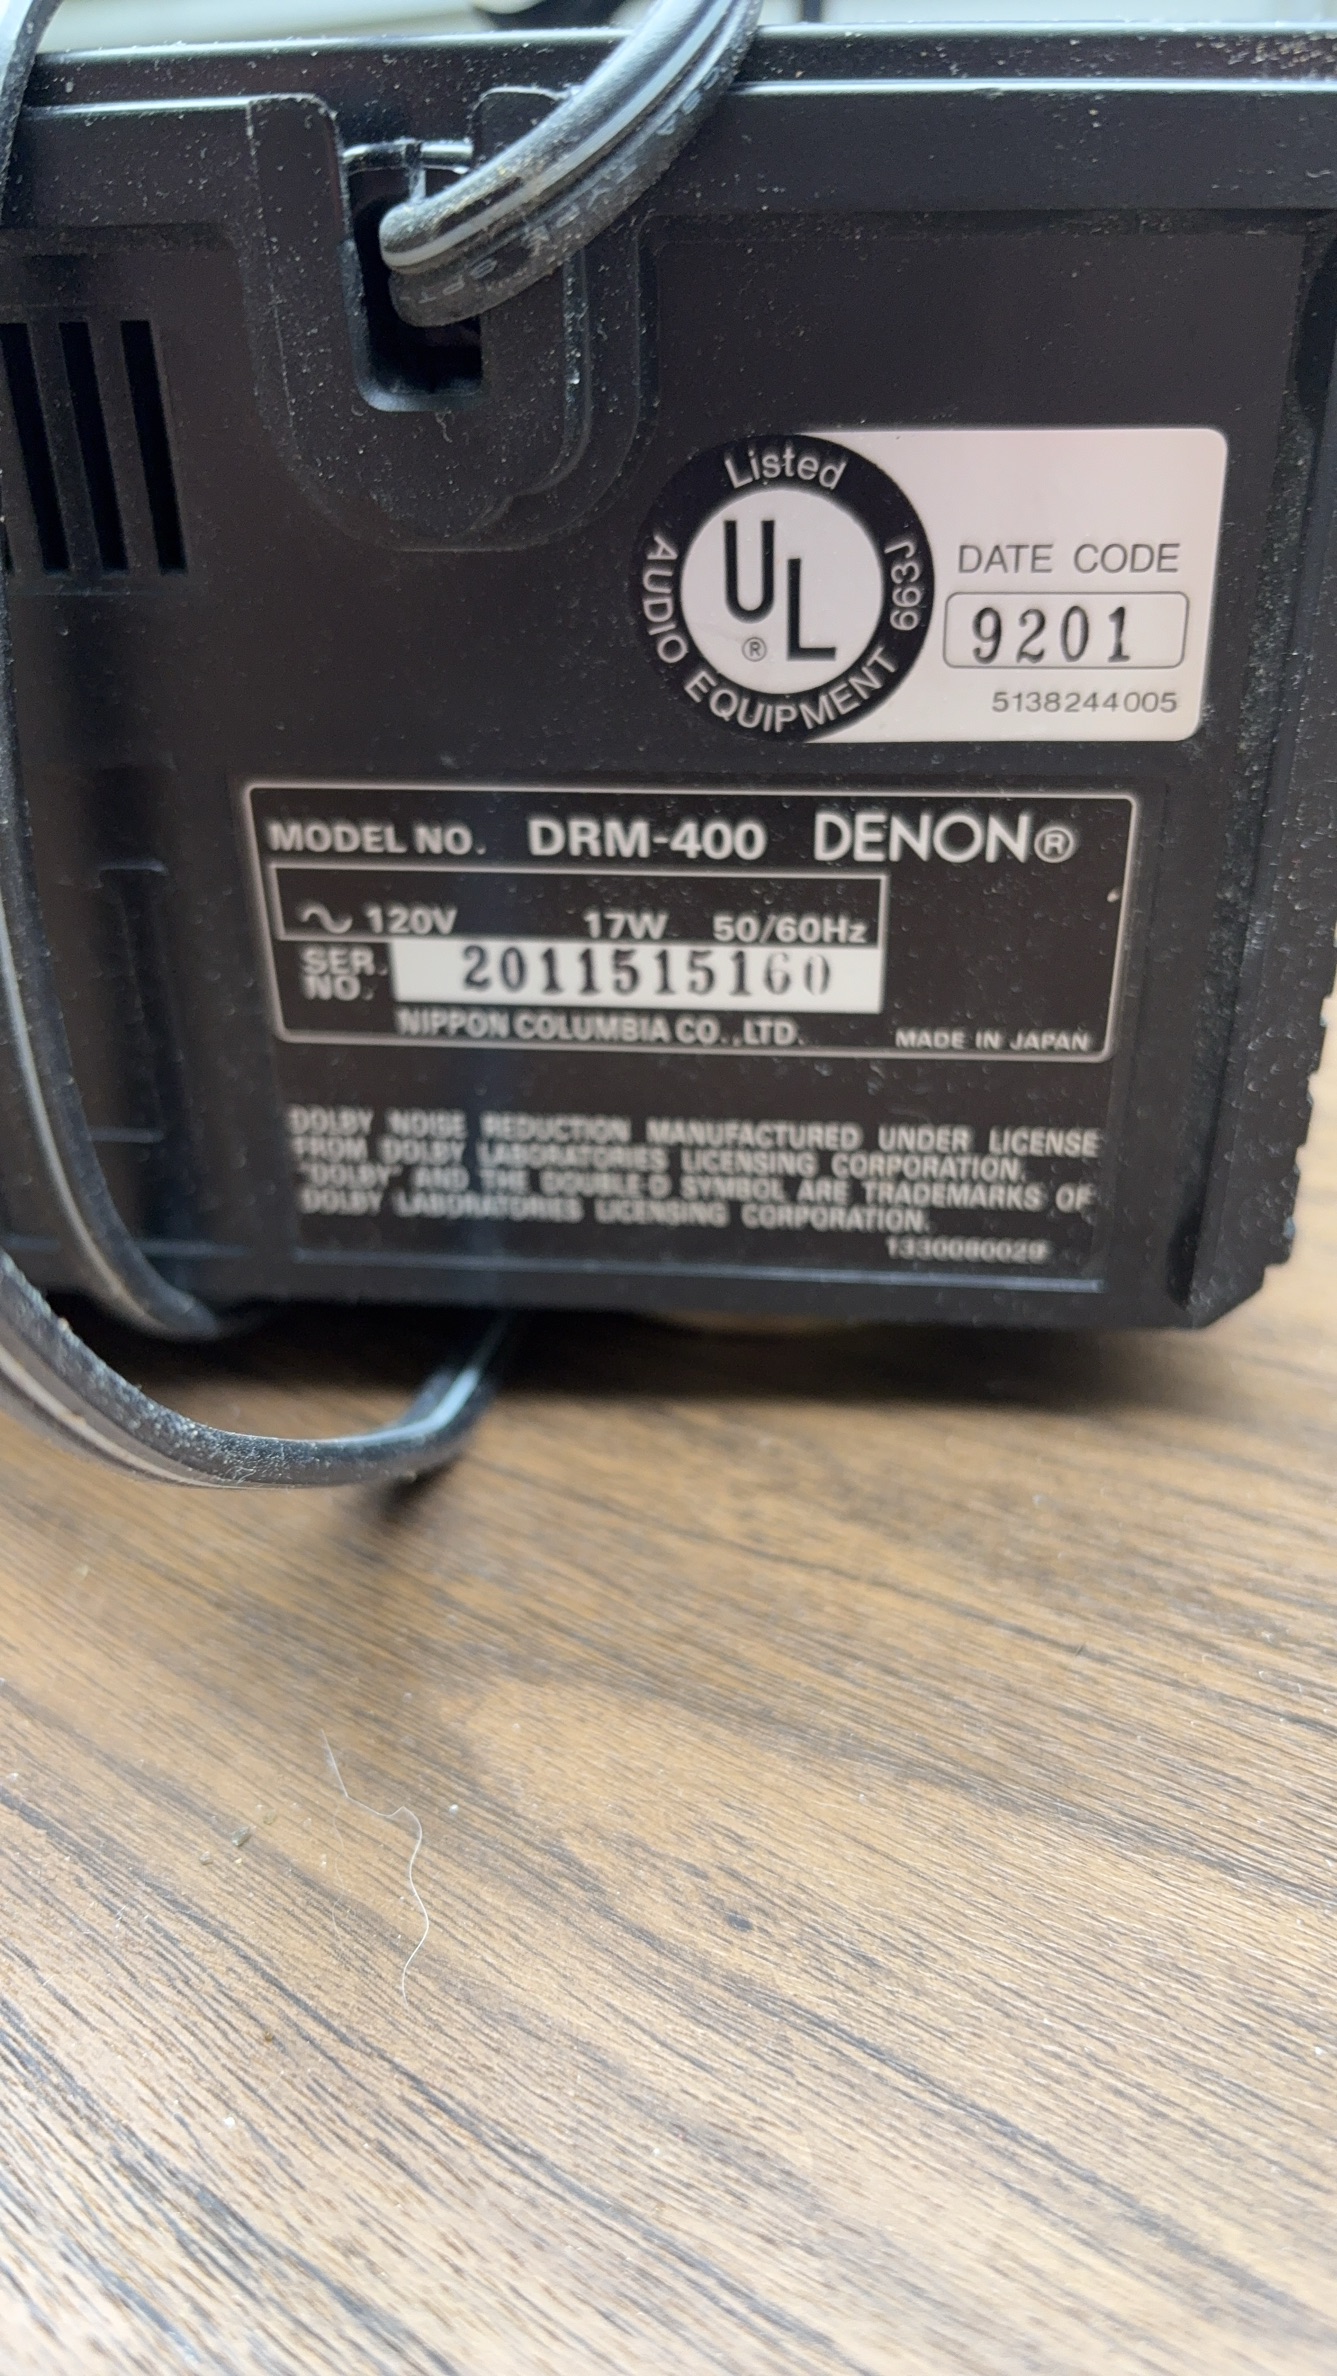 SPT
Listed
UL
®
AUDIO EQUIPMENT 663J
DATE CODE
9201
5138244005
MODEL NO. DRM-400 DENON®
~ 120V 17W 50/60Hz
SER. NO. 2011515160
NIPPON COLUMBIA CO.,LTD. MADE IN JAPAN
DOLBY NOISE REDUCTION MANUFACTURED UNDER LICENSE
FROM DOLBY LABORATORIES LICENSING CORPORATION.
"DOLBY" AND THE DOUBLE-D SYMBOL ARE TRADEMARKS OF
DOLBY LABORATORIES LICENSING CORPORATION.